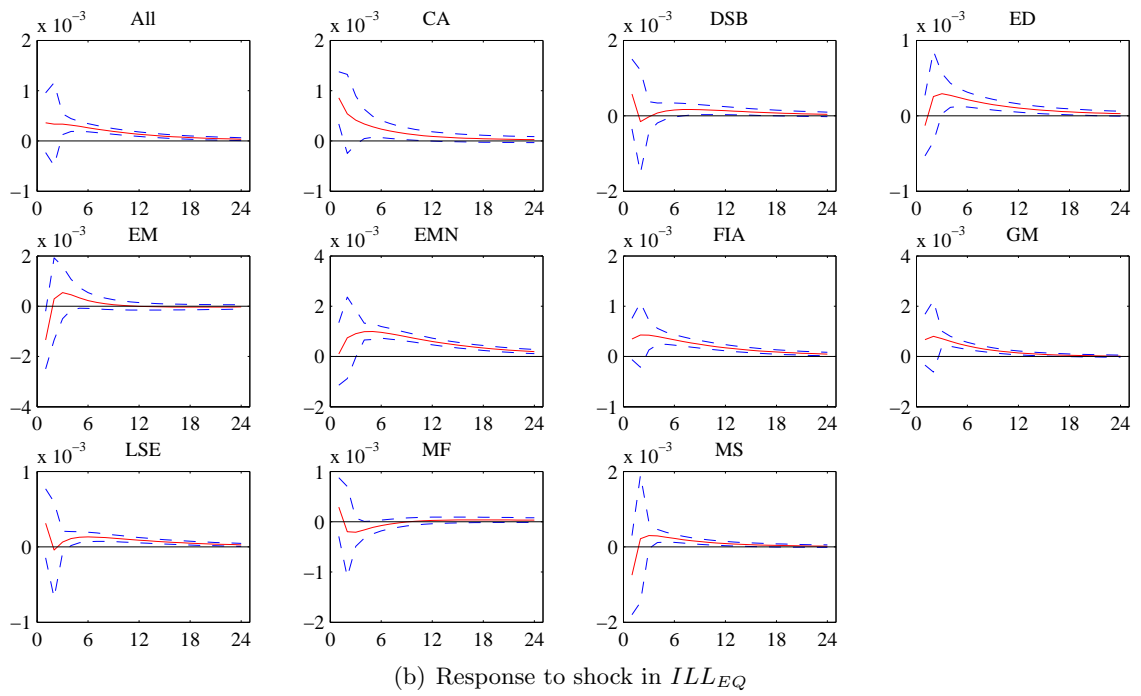 x 10⁻³ All
2
1
0
−1
0 6 12 18 24
x 10⁻³ CA
2
1
0
−1
0 6 12 18 24
x 10⁻³ DSB
2
0
−2
0 6 12 18 24
x 10⁻³ ED
1
0
−1
0 6 12 18 24
x 10⁻³ EM
2
0
−2
−4
0 6 12 18 24
x 10⁻³ EMN
4
2
0
−2
0 6 12 18 24
x 10⁻³ FIA
2
1
0
−1
0 6 12 18 24
x 10⁻³ GM
4
2
0
−2
0 6 12 18 24
x 10⁻³ LSE
1
0
−1
0 6 12 18 24
x 10⁻³ MF
1
0
−1
−2
0 6 12 18 24
x 10⁻³ MS
2
0
−2
0 6 12 18 24
(b) Response to shock in ILL_EQ